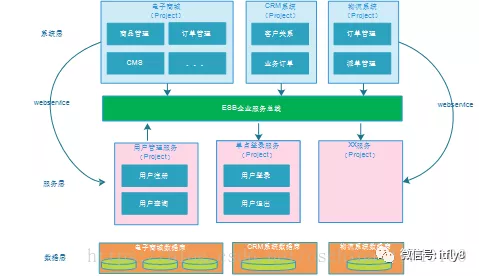 电子商城
(Project)
CRM系统
(Project)
物流系统
(Project)
系统层
商品管理
订单管理
客户关系
订单管理
CMS
. . .
业务订单
派单管理
webservice
webservice
ESB企业服务总线
用户管理服务
(Project)
单点登录服务
(Project)
XX服务
(Project)
用户注册
用户登录
服务层
用户查询
用户退出
电子商城数据库
CRM系统数据库
物流系统数据库
数据层
微信号: itfly8